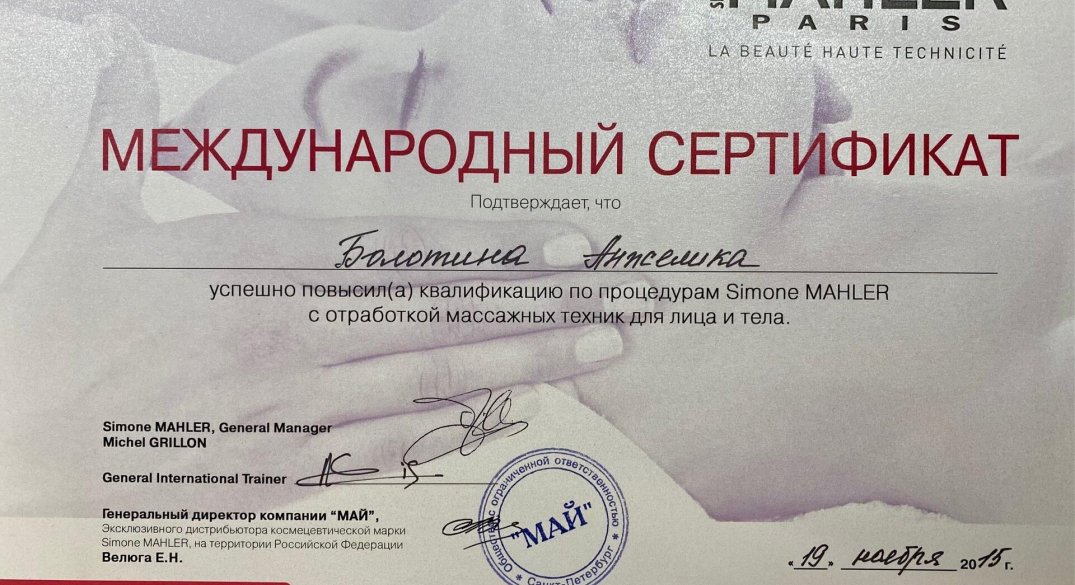 MAHLER
PARIS
LA BEAUTÉ HAUTE TECHNICITÉ
МЕЖДУНАРОДНЫЙ СЕРТИФИКАТ
Подтверждает, что
Болотина Анжелика
успешно повысил(а) квалификацию по процедурам Simone MAHLER
с отработкой массажных техник для лица и тела.
Simone MAHLER, General Manager
Michel GRILLON
General International Trainer
Генеральный директор компании “МАЙ”,
Эксклюзивного дистрибьютора космецевтической марки
Simone MAHLER, на территории Российской Федерации
Велюга Е.Н.
Общество с ограниченной ответственностью
"МАЙ"
* Санкт-Петербург *
«19» ноября 2015 г.